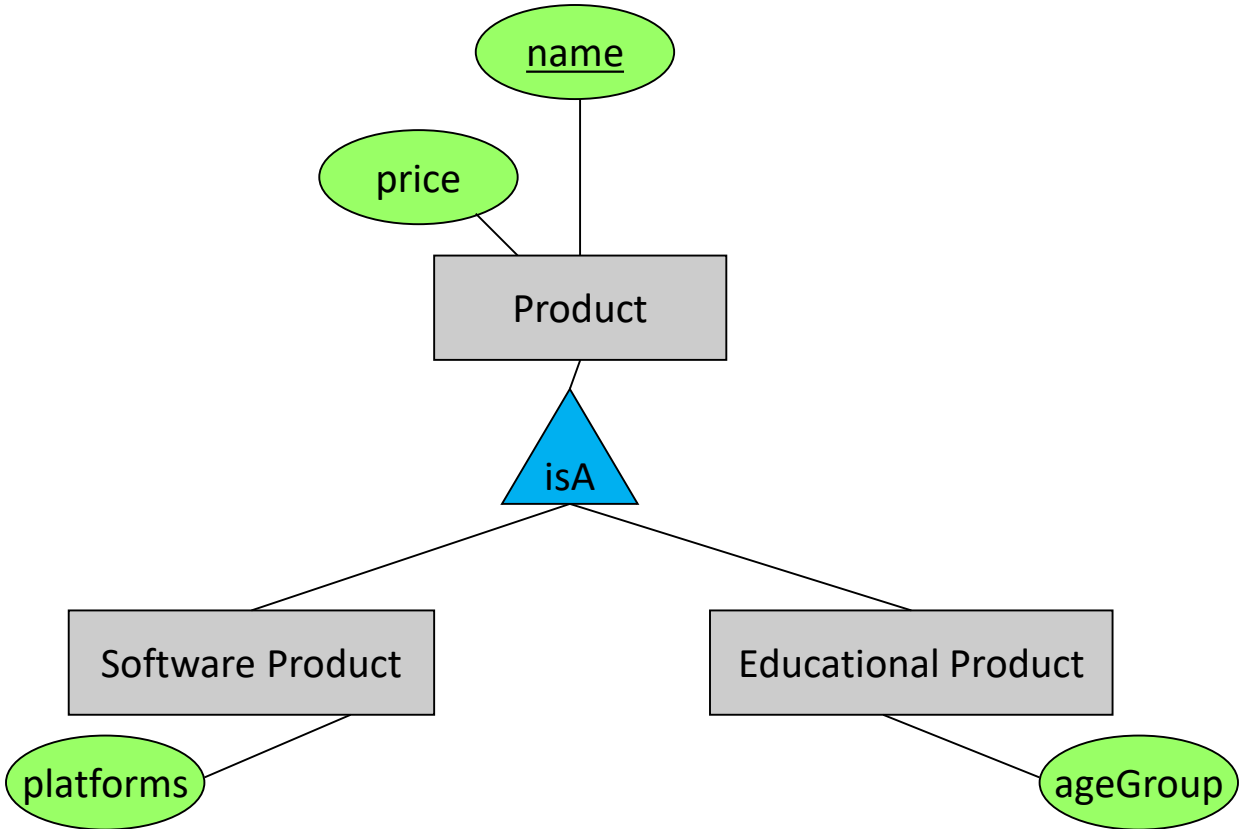 name
price
Product
isA
Software Product
Educational Product
platforms
ageGroup